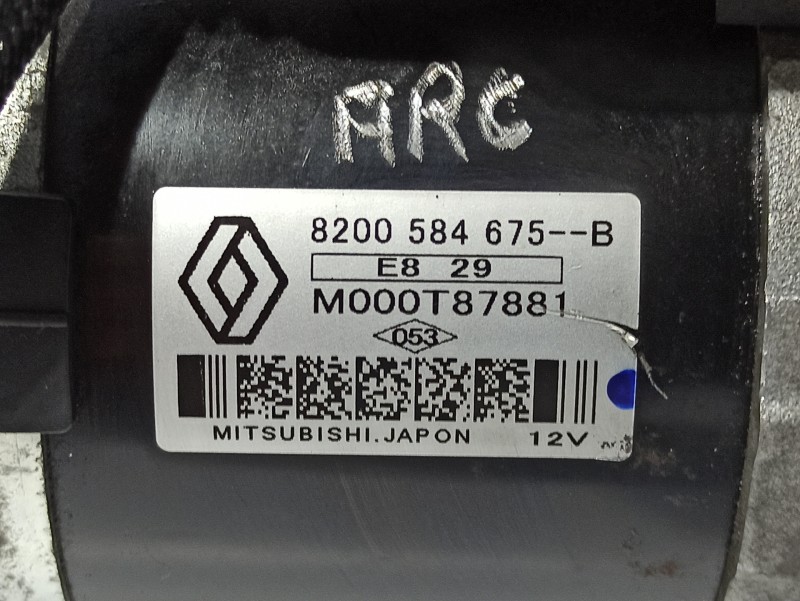 ARC
8200 584 675--B
E8 29
M000T87881
053
MITSUBISHI.JAPON 12V